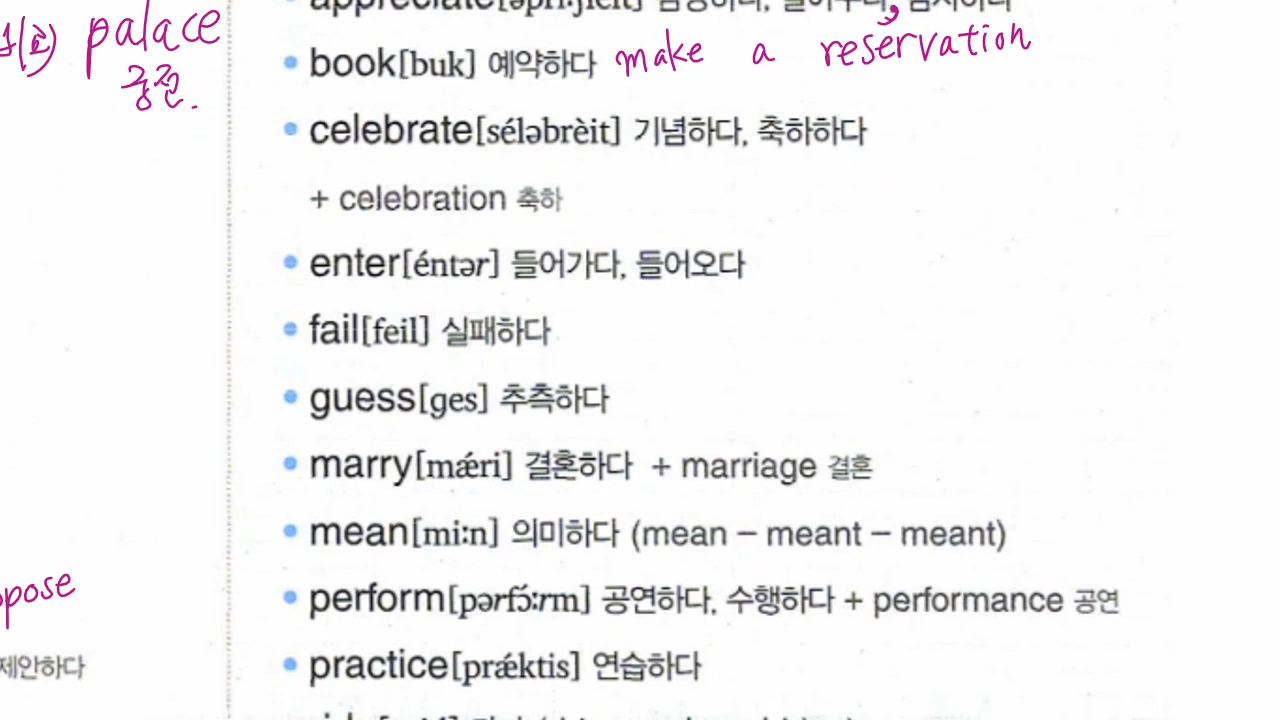 palace
궁전.
appreciate
book[buk] 예약하다 make a reservation
celebrate[séləbrèit] 기념하다, 축하하다
+ celebration 축하
enter[éntər] 들어가다, 들어오다
fail[feil] 실패하다
guess[ges] 추측하다
marry[mǽri] 결혼하다 + marriage 결혼
mean[miːn] 의미하다 (mean – meant – meant)
perform[pərfɔ́ːrm] 공연하다, 수행하다 + performance 공연
pose
제안하다
practice[prǽktis] 연습하다